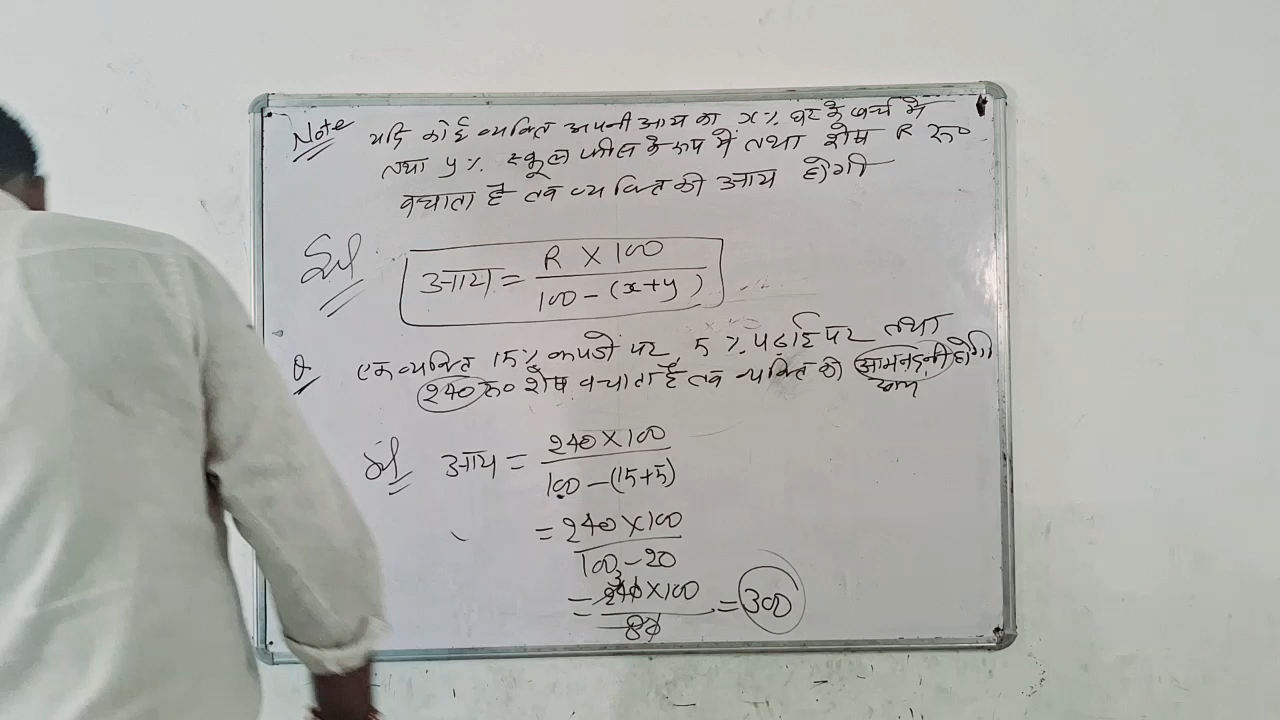 Note यदि कोई व्यक्ति अपनी आय का x% घर के खर्च में
तथा y% स्कूल फीस के रूप में तथा शेष R रू०
बचाता है तब व्यक्ति की आय होगी
आय = R X 100 / 100 - (x+y)
Q एक व्यक्ति 15% कपडो पर, 5%. पढ़ाई पर तथा
240 रू० शेष बचाता है तब व्यक्ति की आमदनी होगी
आय = 240 X 100 / 100 - (15+5)
= 240 X 100 / 100 - 20
= 240 X 100 / 80 = 300